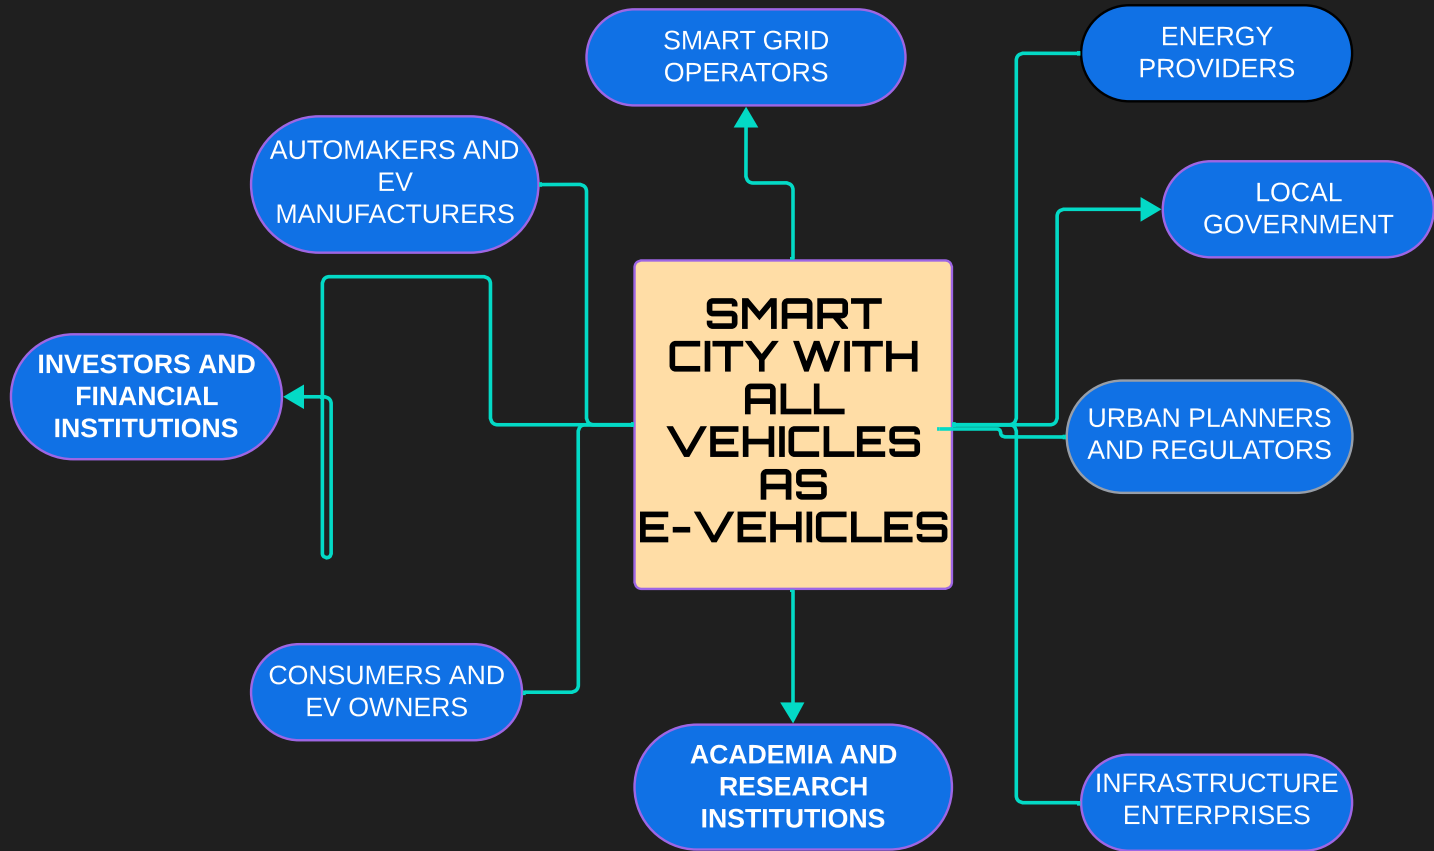 SMART GRID
OPERATORS
ENERGY
PROVIDERS
AUTOMAKERS AND
EV
MANUFACTURERS
LOCAL
GOVERNMENT
SMART
CITY WITH
ALL
VEHICLES
AS
E-VEHICLES
INVESTORS AND
FINANCIAL
INSTITUTIONS
URBAN PLANNERS
AND REGULATORS
CONSUMERS AND
EV OWNERS
ACADEMIA AND
RESEARCH
INSTITUTIONS
INFRASTRUCTURE
ENTERPRISES